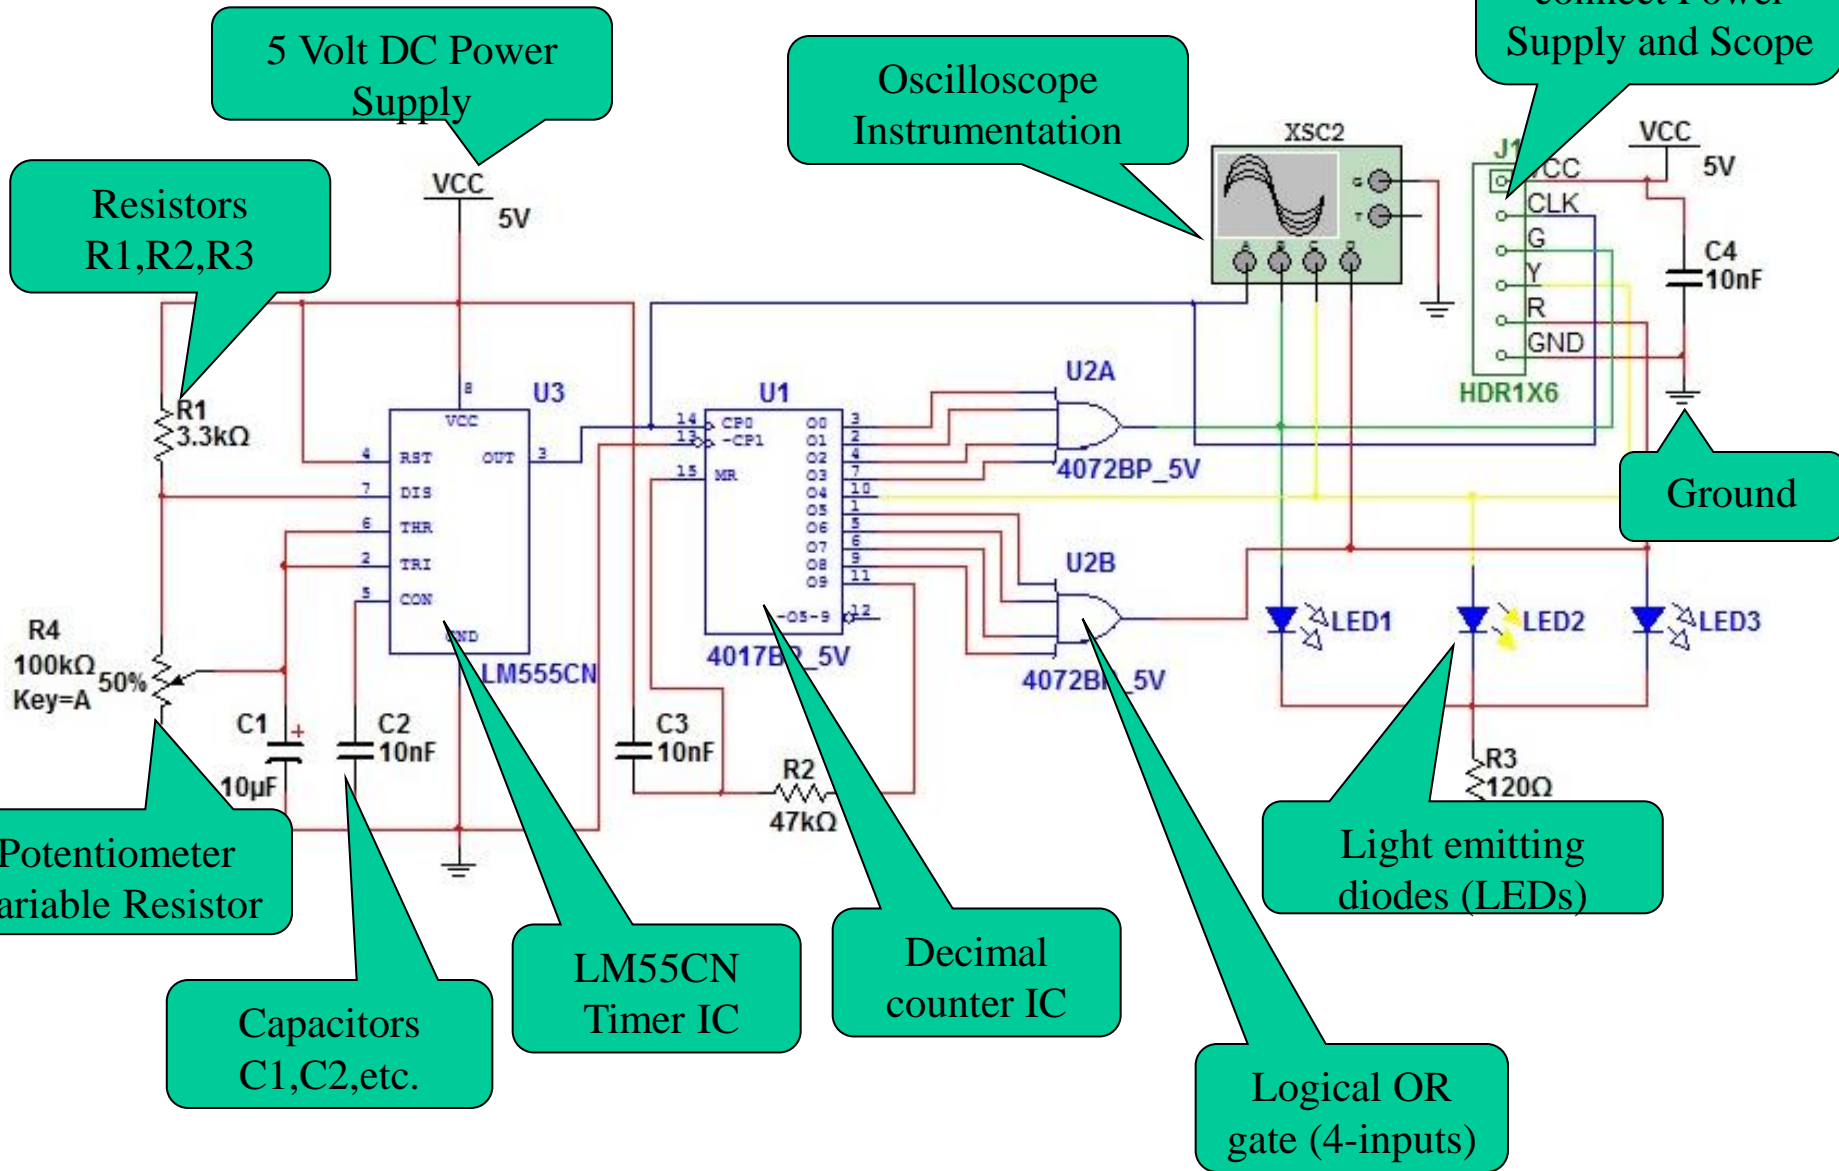 connect Power
Supply and Scope
5 Volt DC Power
Supply
Oscilloscope
Instrumentation
Resistors
R1,R2,R3
VCC
5V
XSC2
G
T
A
B
C
D
J1
VCC
CLK
G
Y
R
GND
HDR1X6
VCC
5V
C4
10nF
Ground
R1
3.3kΩ
U3
8
VCC
4 RST OUT 3
7 DIS
6 THR
2 TRI
5 CON
GND
LM555CN
U1
14 CP0 O0 3
13 -CP1 O1 2
O2 4
15 MR O3 7
O4 10
O5 1
O6 5
O7 6
O8 9
O9 11
-O5-9 12
4017BP_5V
U2A
4072BP_5V
U2B
4072BP_5V
LED1
LED2
LED3
R4
100kΩ
50%
Key=A
C1
+
10µF
C2
10nF
C3
10nF
R2
47kΩ
R3
120Ω
Potentiometer
ariable Resistor
Capacitors
C1,C2,etc.
LM55CN
Timer IC
Decimal
counter IC
Light emitting
diodes (LEDs)
Logical OR
gate (4-inputs)